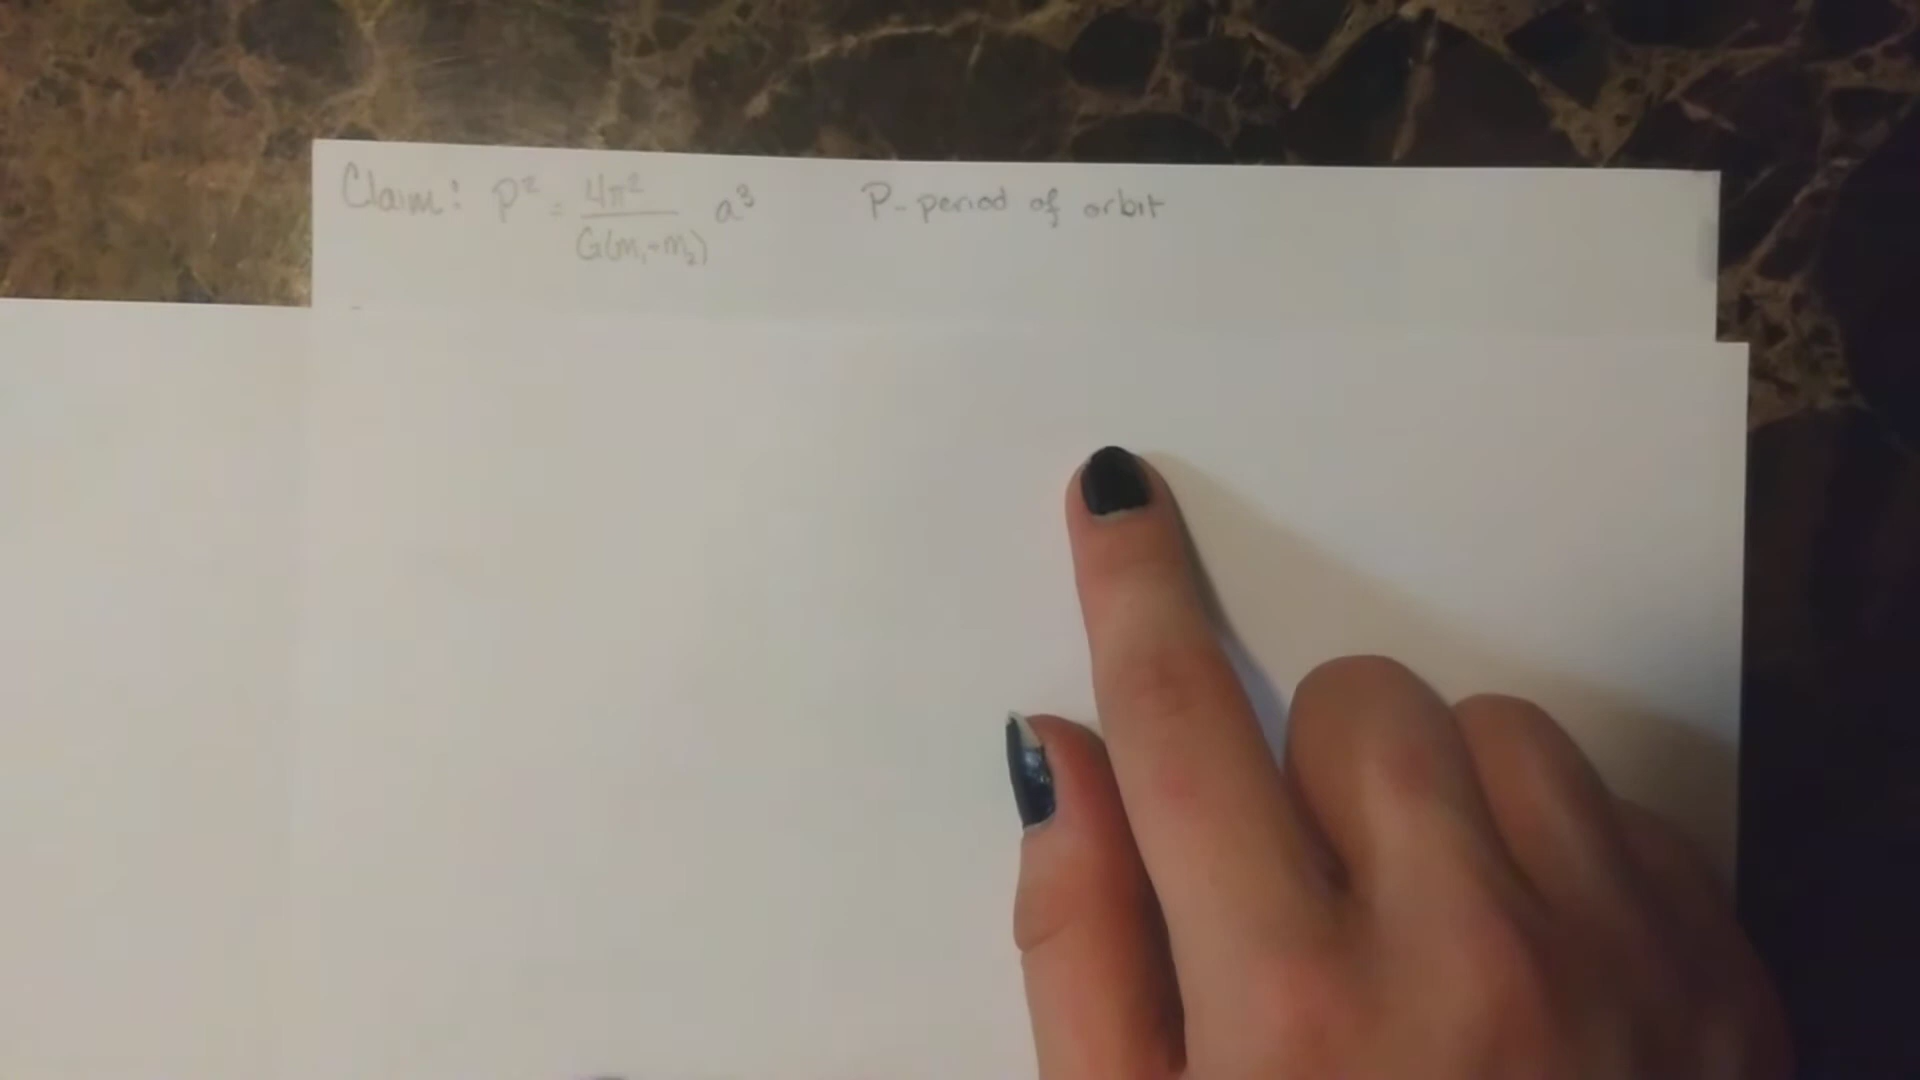 Claim: P² = 4π² / G(m₁+m₂) a³ P-period of orbit